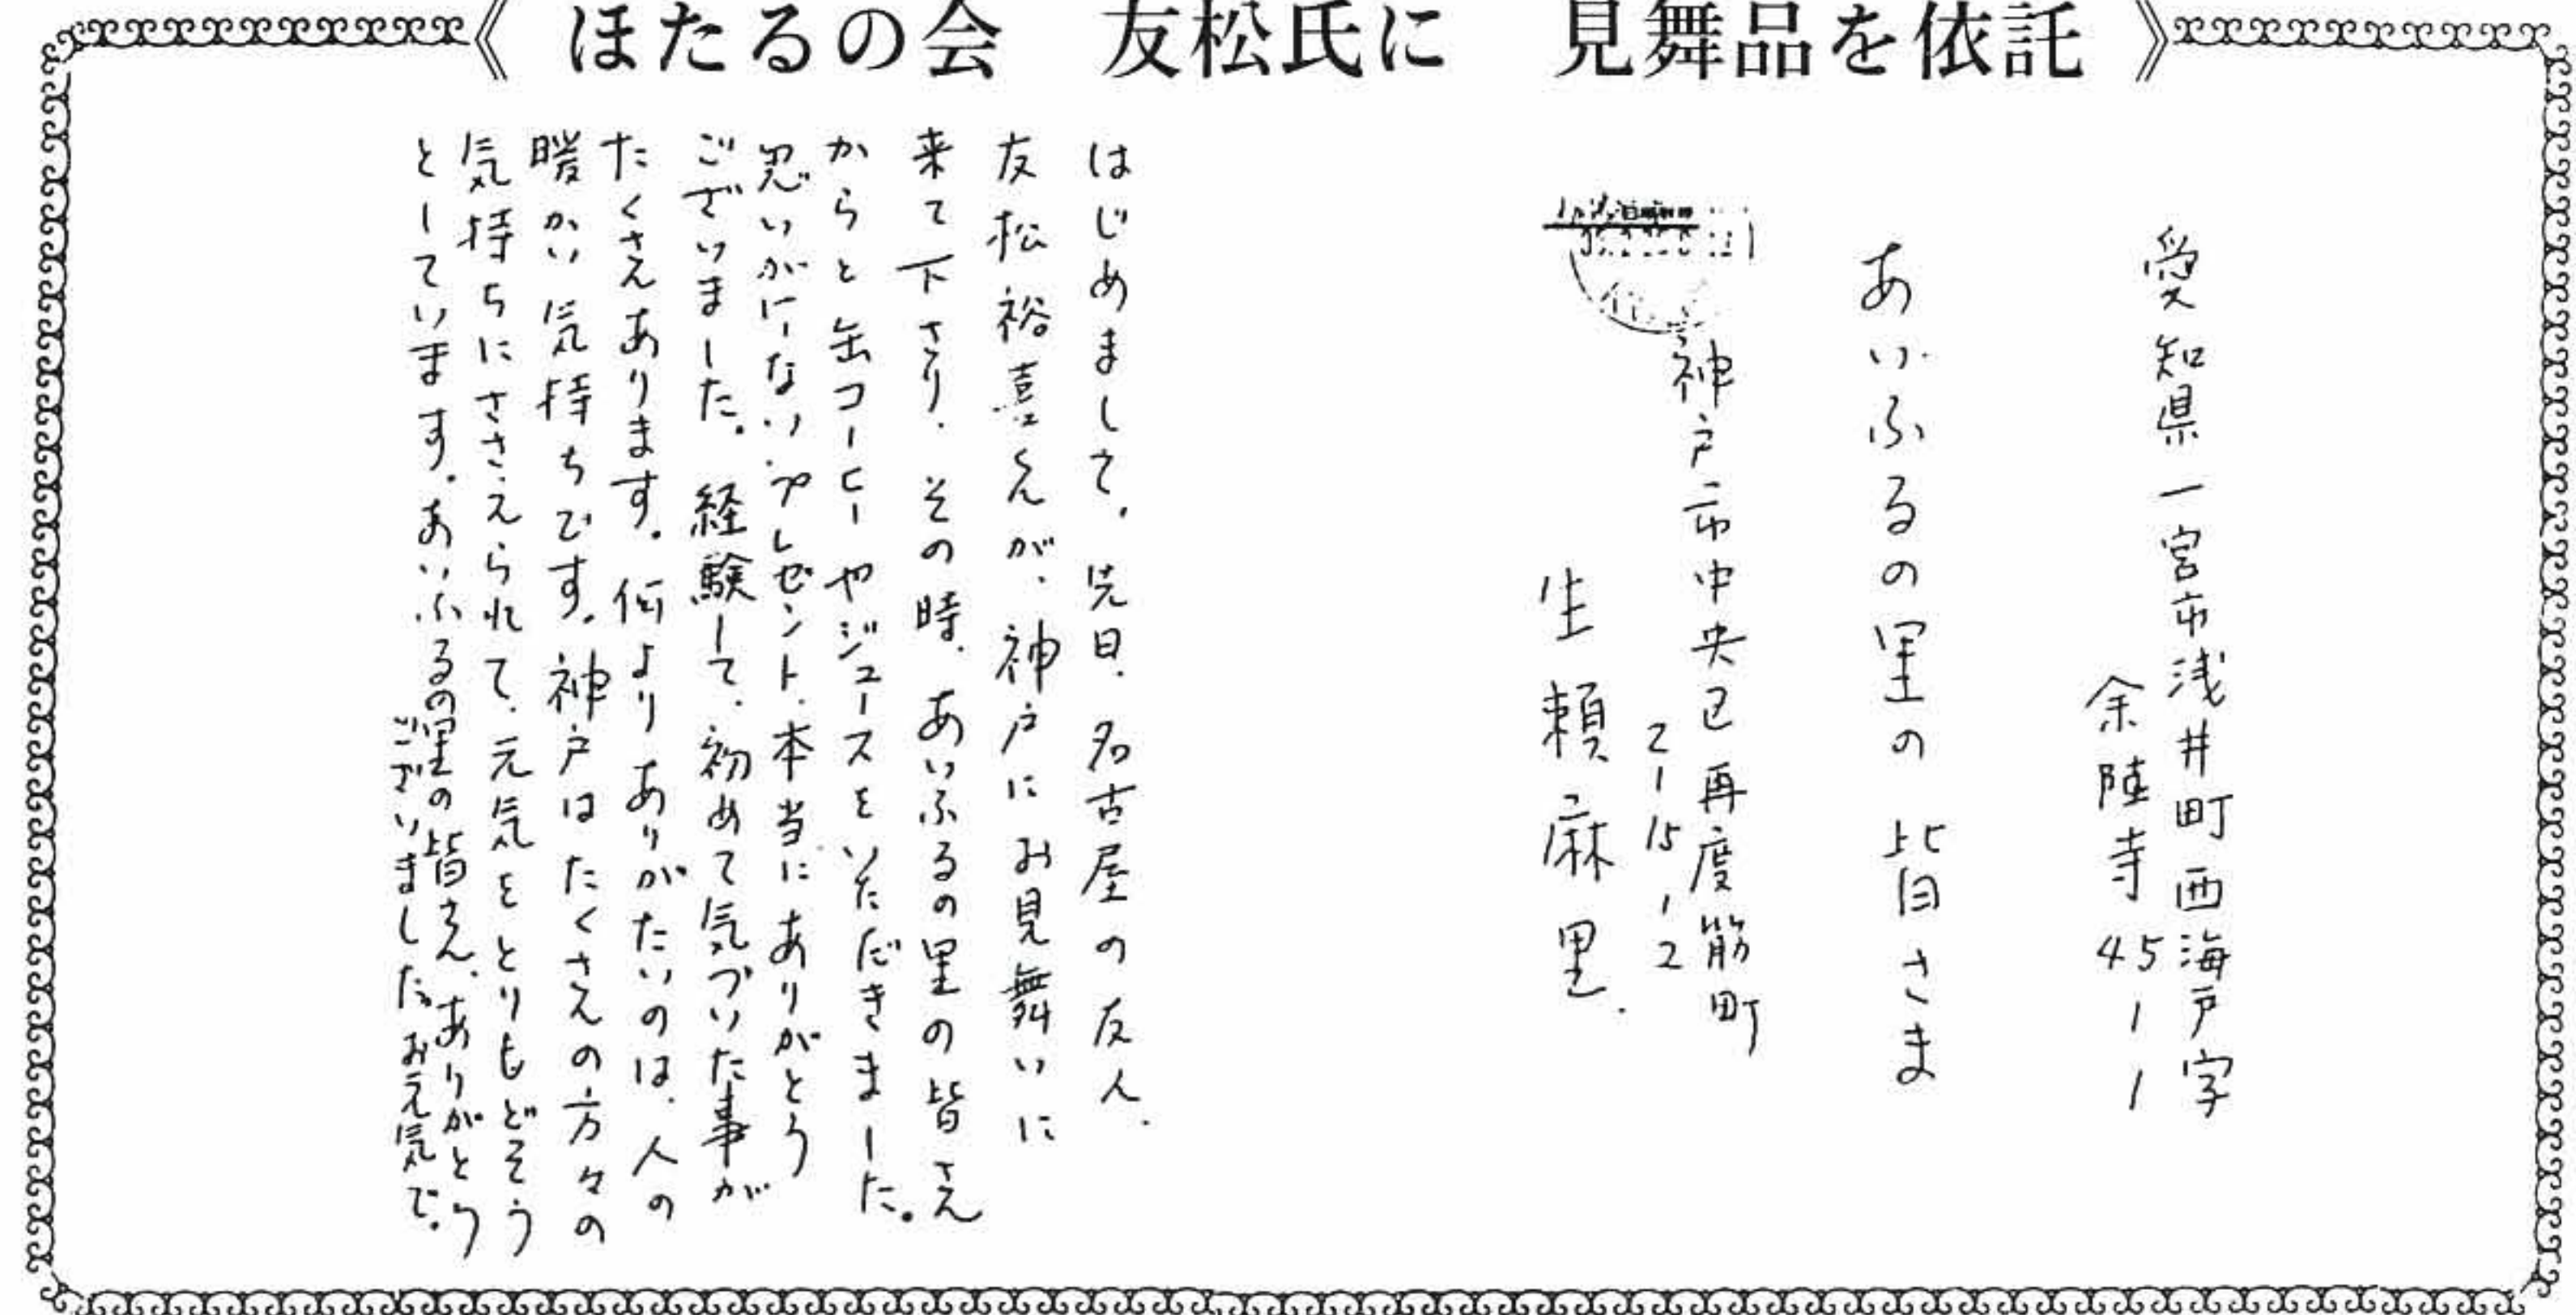 《 ほたるの会　友松氏に　見舞品を依託 》
愛知県一宮市浅井町西海戸字
余陸寺45-1
あいふるの里の皆さま
神戸市中央区再度筋町
2-15-2
生頼麻里
はじめまして。先日、名古屋の友人、
友松裕喜くんが、神戸にお見舞いに
来て下さり、その時、あいふるの里の皆さん
からと缶コーヒーやジュースをいただきました。
思いがけないプレゼント、本当にありがとう
ございました。経験して、初めて気づいた事が
たくさんあります。何よりありがたいのは、人の
暖かい気持ちです。神戸はたくさんの方々の
気持ちにささえられて、元気をとりもどそう
としています。あいふるの里の皆さん、ありがとう
ございました。お元気で。